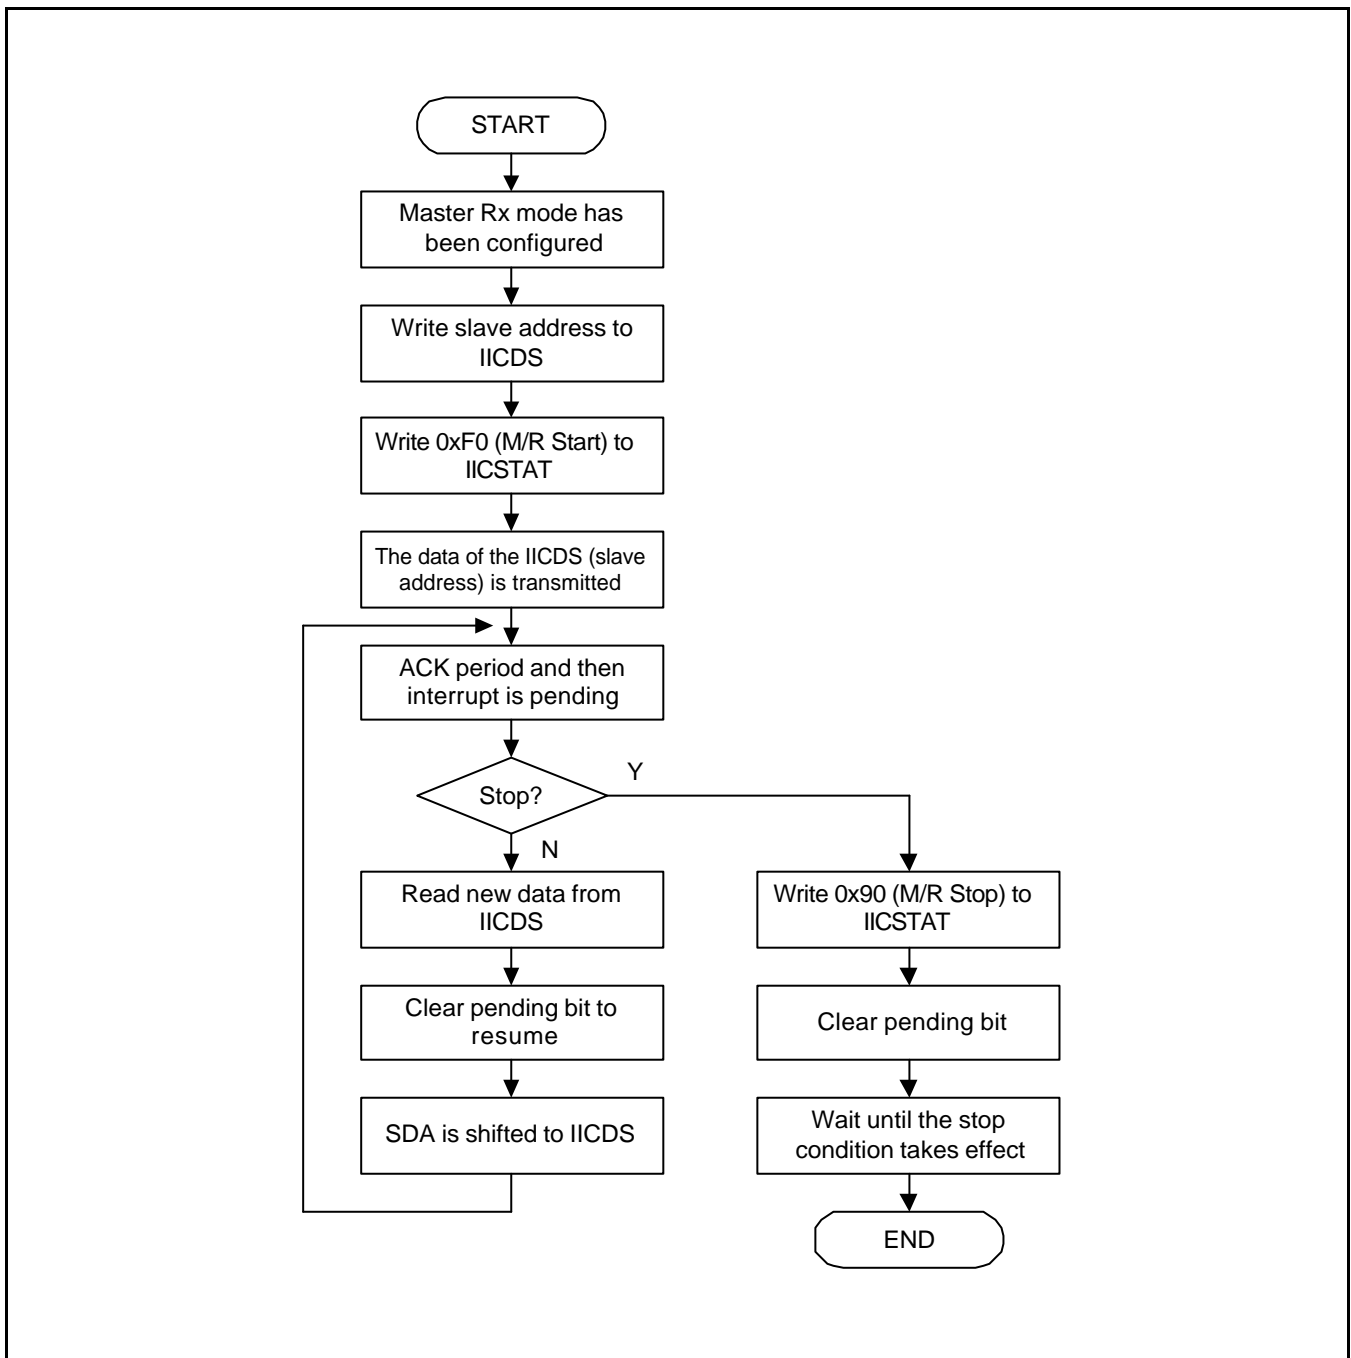 START
Master Rx mode has
been configured
Write slave address to
IICDS
Write 0xF0 (M/R Start) to
IICSTAT
The data of the IICDS (slave
address) is transmitted
ACK period and then
interrupt is pending
Stop?
Y
N
Read new data from
IICDS
Clear pending bit to
resume
SDA is shifted to IICDS
Write 0x90 (M/R Stop) to
IICSTAT
Clear pending bit
Wait until the stop
condition takes effect
END